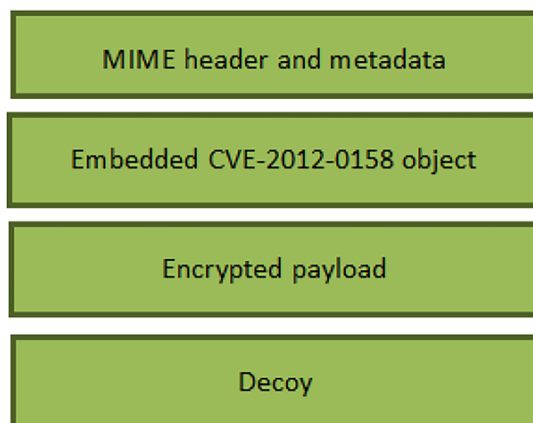 MIME header and metadata
Embedded CVE-2012-0158 object
Encrypted payload
Decoy